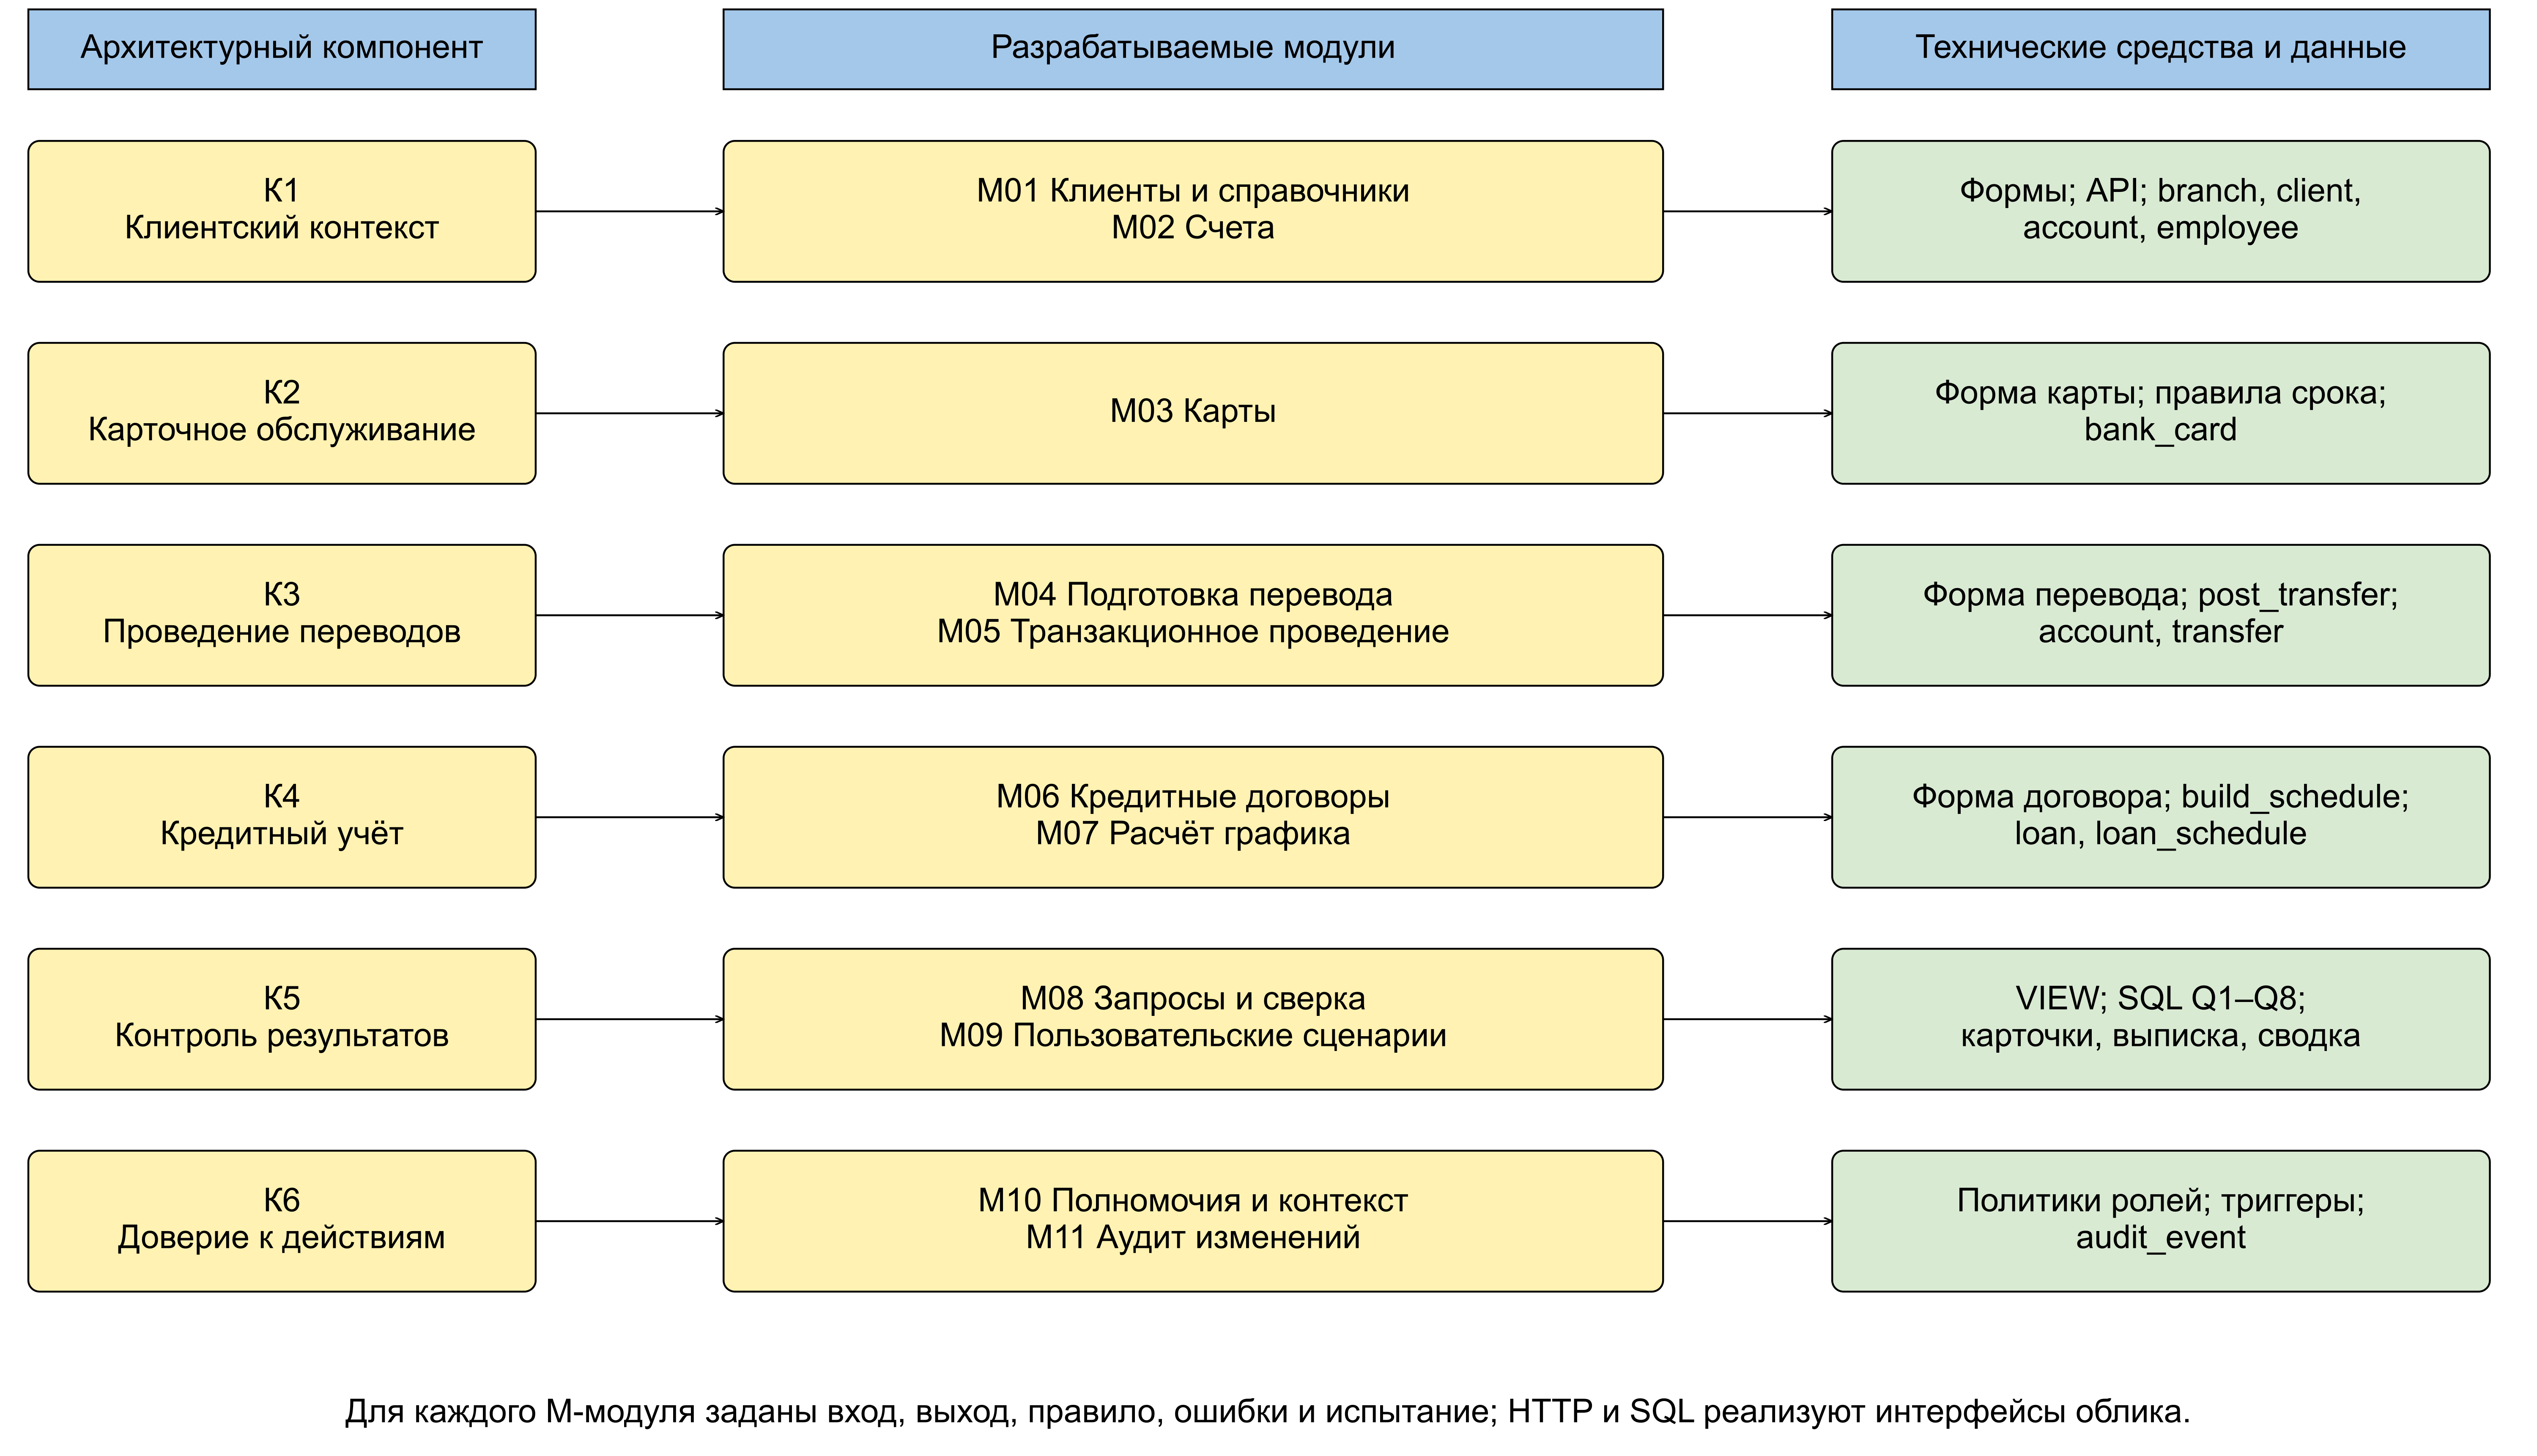 Архитектурный компонент
Разрабатываемые модули
Технические средства и данные
К1
Клиентский контекст
М01 Клиенты и справочники
М02 Счета
Формы; API; branch, client,
account, employee
К2
Карточное обслуживание
М03 Карты
Форма карты; правила срока;
bank_card
К3
Проведение переводов
М04 Подготовка перевода
М05 Транзакционное проведение
Форма перевода; post_transfer;
account, transfer
К4
Кредитный учёт
М06 Кредитные договоры
М07 Расчёт графика
Форма договора; build_schedule;
loan, loan_schedule
К5
Контроль результатов
М08 Запросы и сверка
М09 Пользовательские сценарии
VIEW; SQL Q1–Q8;
карточки, выписка, сводка
К6
Доверие к действиям
М10 Полномочия и контекст
М11 Аудит изменений
Политики ролей; триггеры;
audit_event
Для каждого М-модуля заданы вход, выход, правило, ошибки и испытание; HTTP и SQL реализуют интерфейсы облика.